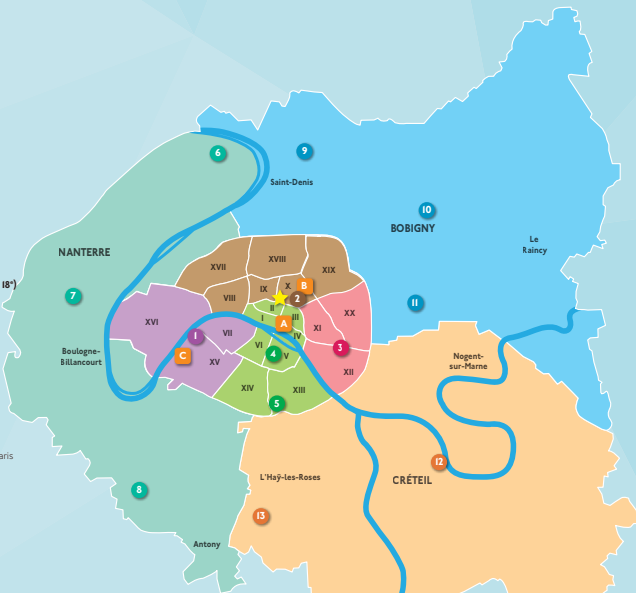 6
9
Saint-Denis
10
BOBIGNY
Le
Raincy
NANTERRE
XVII
XVIII
XIX
18e)
7
VIII
IX
X
B
2
11
II
XVI
I
A
III
XX
XI
1
VII
IV
VI
4
V
3
Boulogne-
Billancourt
C
XV
XII
Nogent-
sur-Marne
XIV
XIII
5
aris
12
L'Haÿ-les-Roses
CRÉTEIL
8
13
Antony